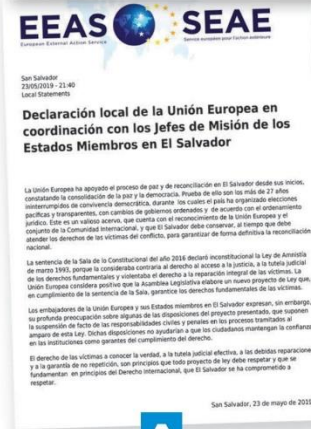 EEAS SEAE
European External Action Service
Service européen pour l'action extérieure
San Salvador
23/05/2019 - 21:40
Local Statements
Declaración local de la Unión Europea en
coordinación con los Jefes de Misión de los
Estados Miembros en El Salvador
La Unión Europea ha apoyado el proceso de paz y de reconciliación en El Salvador desde sus inicios,
constatando la consolidación de la paz y la democracia. Prueba de ello son los más de 27 años
ininterrumpidos de convivencia democrática, durante los cuales el país ha organizado elecciones
pacíficas y transparentes, con cambios de gobiernos ordenados y de acuerdo con el ordenamiento
jurídico. Este es un valioso acervo, que cuenta con el reconocimiento de la Unión Europea y el
conjunto de la Comunidad Internacional, y que El Salvador debe conservar, al tiempo que debe
atender los derechos de las víctimas del conflicto, para garantizar de forma definitiva la reconciliación
nacional.
La sentencia de la Sala de lo Constitucional del año 2016 declaró inconstitucional la Ley de Amnistía
de marzo 1993, porque la consideraba contraria al derecho al acceso a la justicia, a la tutela judicial
de los derechos fundamentales y violentaba el derecho a la reparación integral de las víctimas. La
Unión Europea considera positivo que la Asamblea Legislativa elabore un nuevo proyecto de Ley que,
en cumplimiento de la sentencia de la Sala, garantice los derechos fundamentales de las víctimas.
Los embajadores de la Unión Europea y sus Estados miembros en El Salvador expresan, sin embargo,
su profunda preocupación sobre algunas de las disposiciones del proyecto presentado, que suponen
la suspensión de facto de las responsabilidades civiles y penales en los procesos tramitados al
amparo de esta Ley. Dichas disposiciones no ayudarían a que los ciudadanos mantengan la confianza
en las instituciones como garantes del cumplimiento del derecho.
El derecho de las víctimas a conocer la verdad, a la tutela judicial efectiva, a las debidas reparaciones
y a la garantía de no repetición, son principios que todo proyecto de ley debe respetar y que se
fundamentan en principios del Derecho Internacional, que El Salvador se ha comprometido a
respetar.
San Salvador, 23 de mayo de 2019